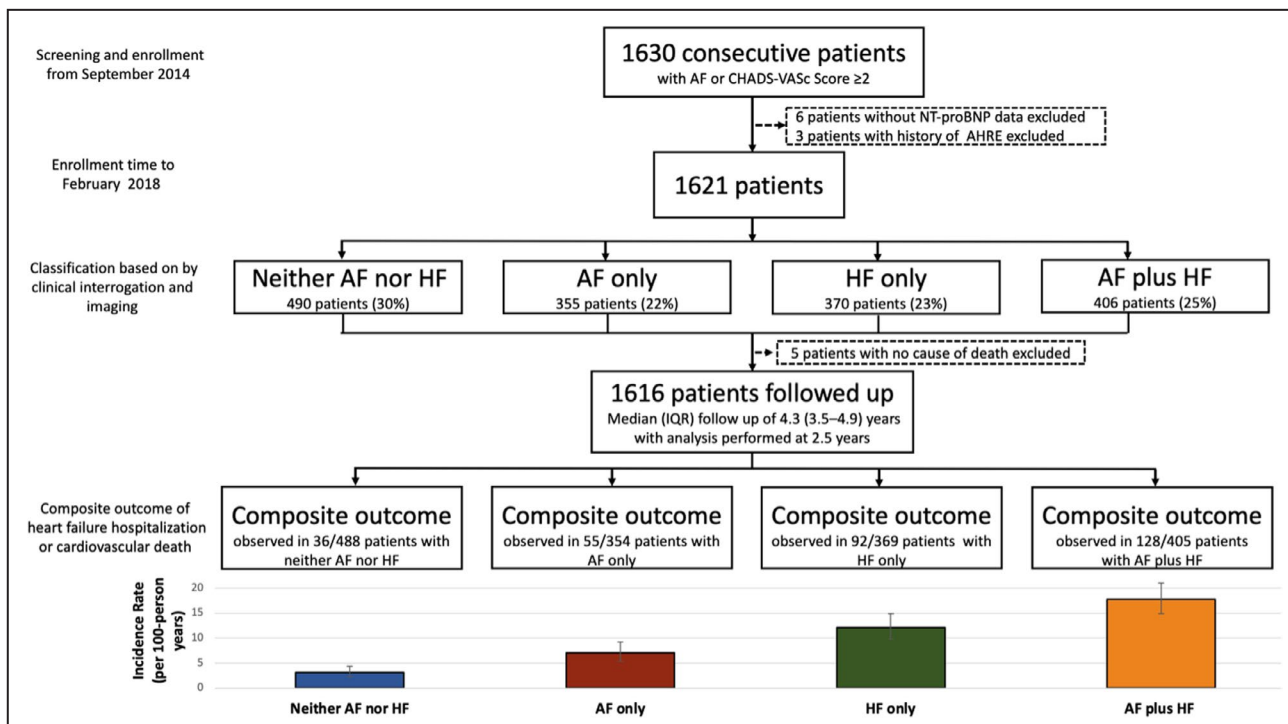 Screening and enrollment
from September 2014
1630 consecutive patients
with AF or CHADS-VASc Score ≥2
6 patients without NT-proBNP data excluded
3 patients with history of AHRE excluded
Enrollment time to
February 2018
1621 patients
Classification based on by
clinical interrogation and
imaging
Neither AF nor HF
490 patients (30%)
AF only
355 patients (22%)
HF only
370 patients (23%)
AF plus HF
406 patients (25%)
5 patients with no cause of death excluded
1616 patients followed up
Median (IQR) follow up of 4.3 (3.5–4.9) years
with analysis performed at 2.5 years
Composite outcome of
heart failure hospitalization
or cardiovascular death
Composite outcome
observed in 36/488 patients with
neither AF nor HF
Composite outcome
observed in 55/354 patients with
AF only
Composite outcome
observed in 92/369 patients with
HF only
Composite outcome
observed in 128/405 patients
with AF plus HF
Incidence Rate
(per 100-person
years)
20
15
10
5
0
Neither AF nor HF
AF only
HF only
AF plus HF